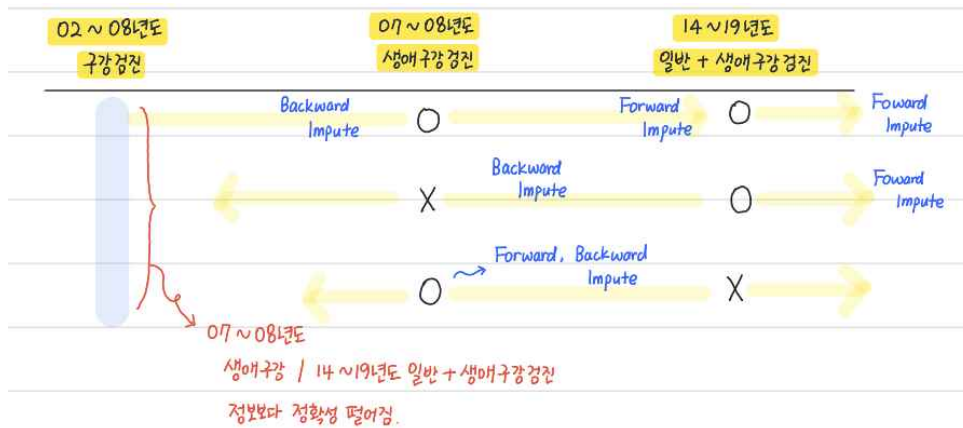 02~08년도
구강검진
07~08년도
생애구강검진
14~19년도
일반 + 생애구강검진
Backward
Impute
O
Forward
Impute
O
Foward
Impute
X
Backward
Impute
O
Foward
Impute
O
Forward, Backward
Impute
X
07~08년도
생애구강 / 14~19년도 일반 + 생애구강검진
정보보다 정확성 떨어짐.